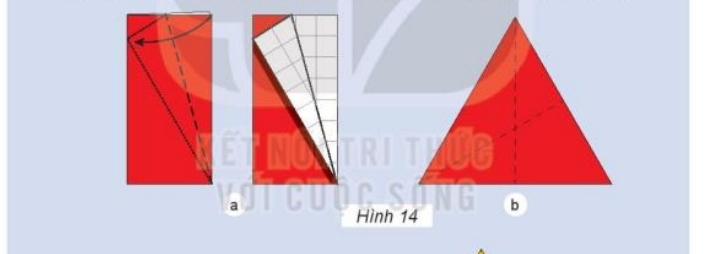 KẾT NỐI TRI THỨC
VỚI CUỘC SỐNG
a
b
Hình 14